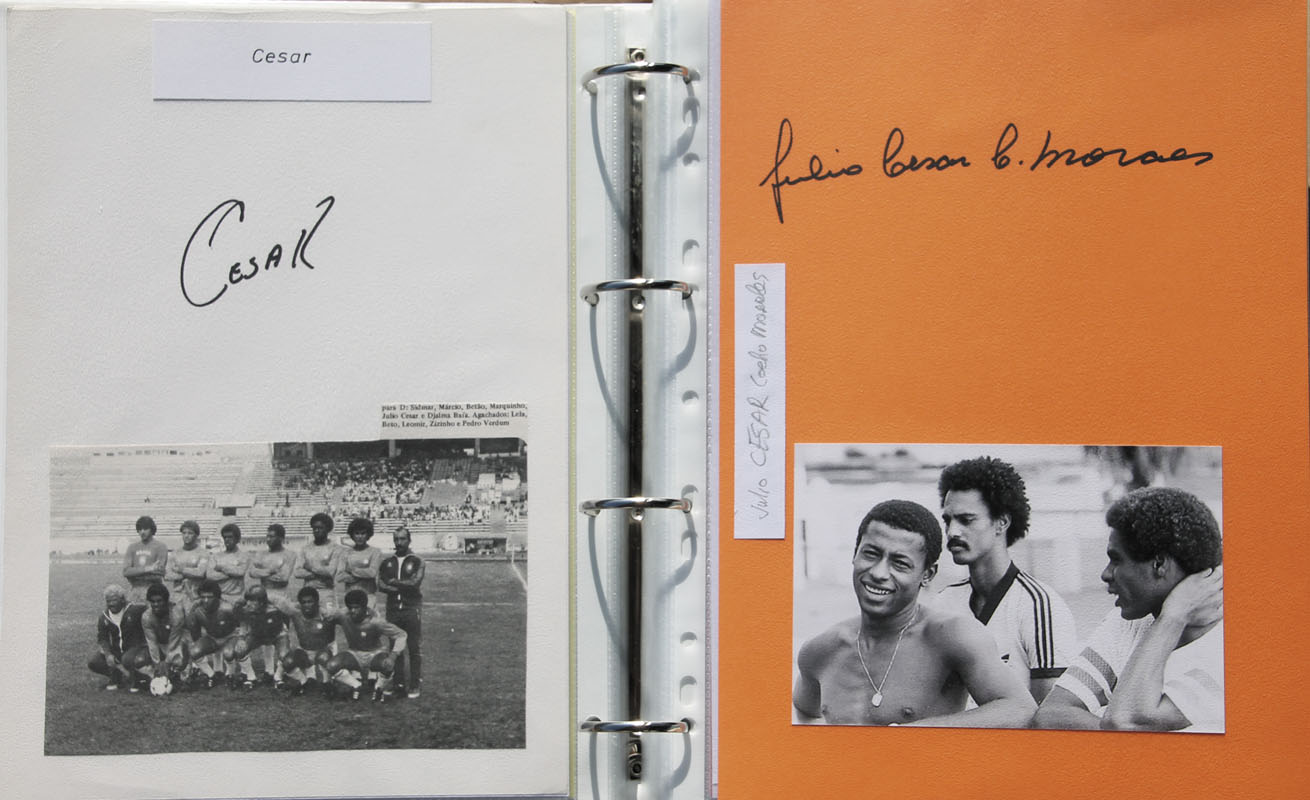 Cesar
CESAR
para D: Sidmar, Márcio, Betão, Marquinho,
Julio Cesar e Djalma Baía. Agachados: Lela,
Beto, Leomir, Zizinho e Pedro Verdum
Julio Cesar C. Moraes
Julio CESAR Coelho MORAES